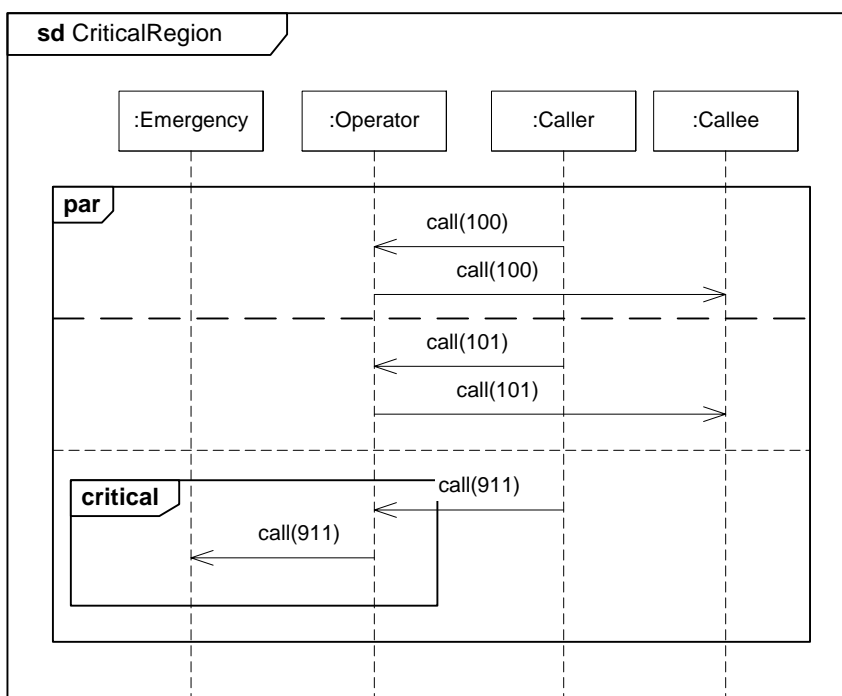 sd CriticalRegion
:Emergency :Operator :Caller :Callee
par
call(100)
call(100)
call(101)
call(101)
critical
call(911)
call(911)